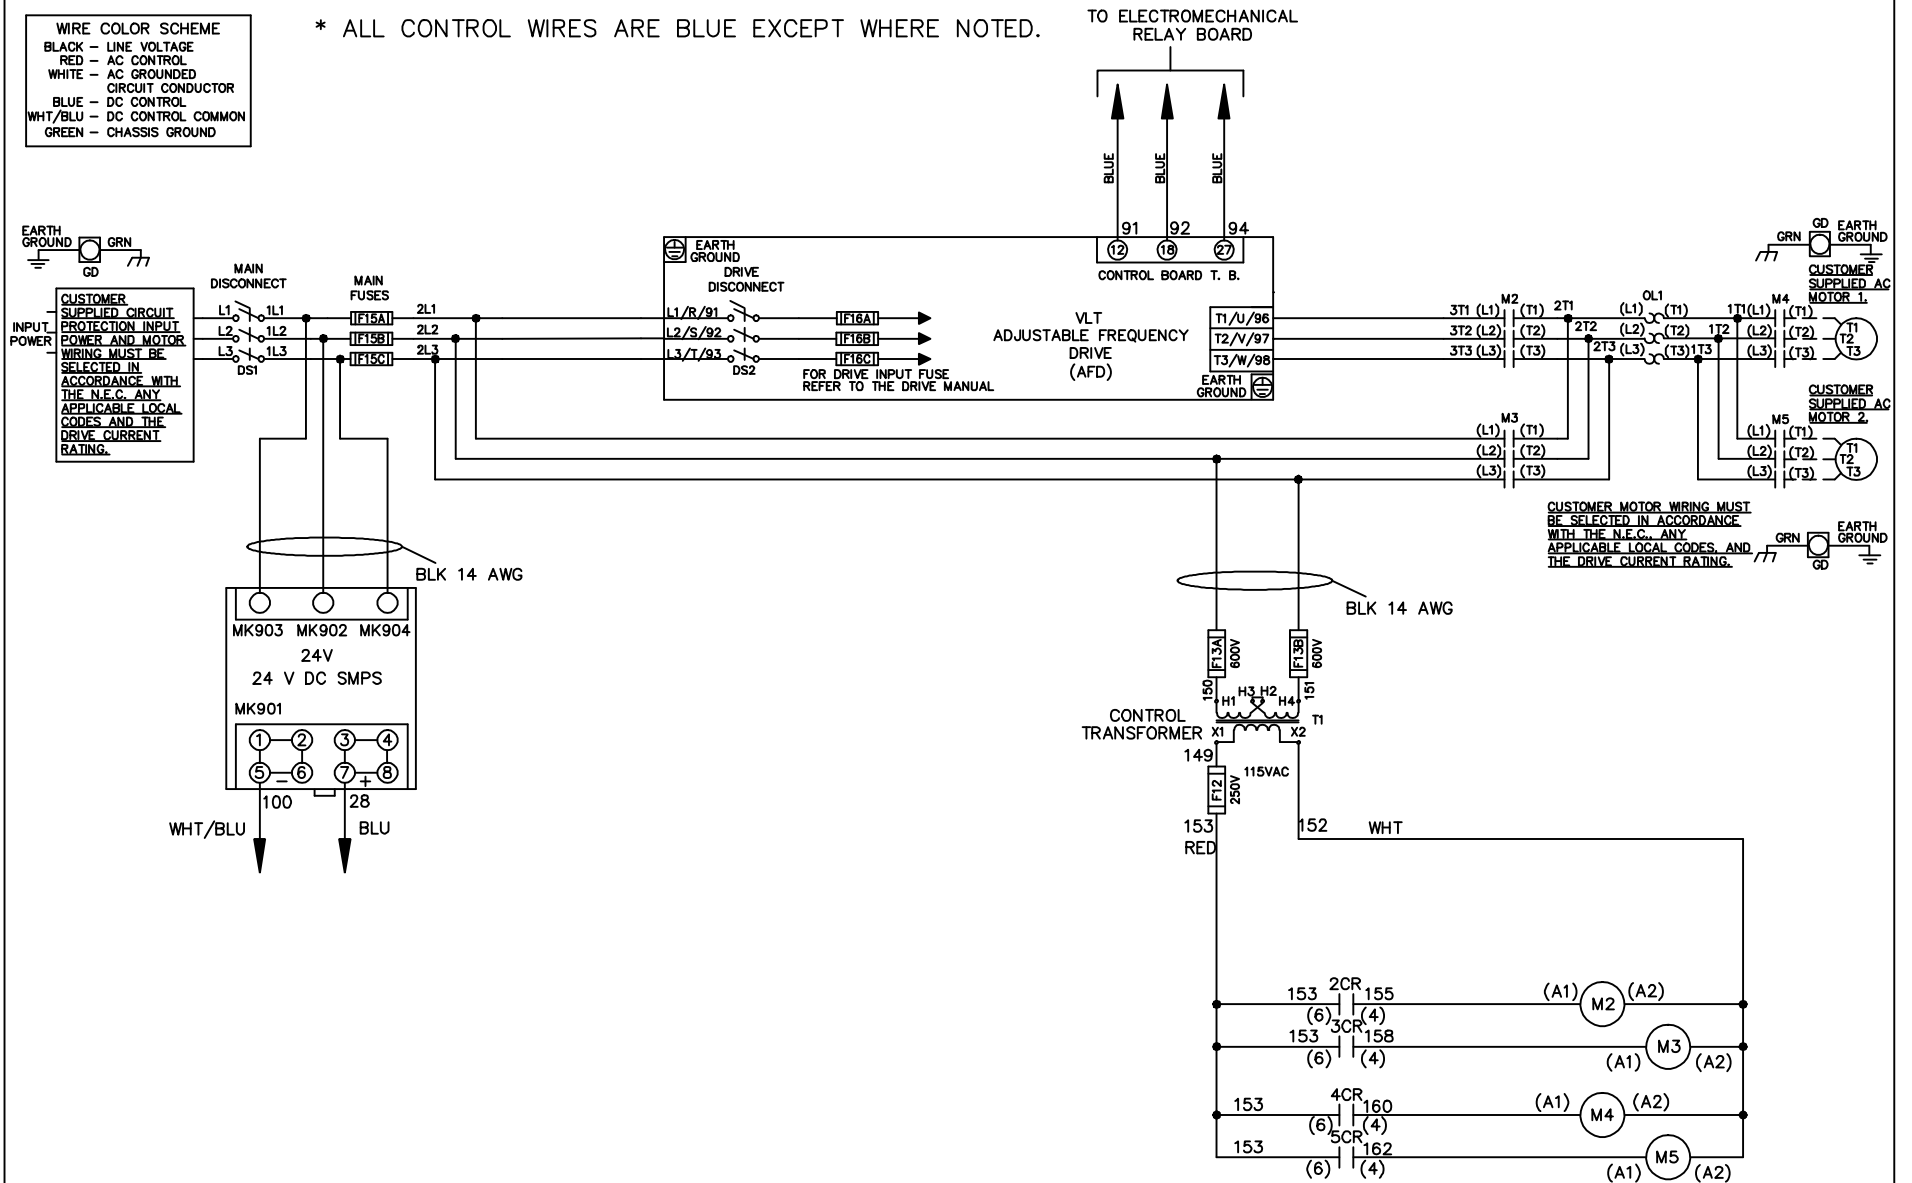 WIRE COLOR SCHEME
BLACK – LINE VOLTAGE
RED – AC CONTROL
WHITE – AC GROUNDED
CIRCUIT CONDUCTOR
BLUE – DC CONTROL
WHT/BLU – DC CONTROL COMMON
GREEN – CHASSIS GROUND
* ALL CONTROL WIRES ARE BLUE EXCEPT WHERE NOTED.
TO ELECTROMECHANICAL
RELAY BOARD
BLUE
BLUE
BLUE
91 92 94
12 18 27
CONTROL BOARD T. B.
EARTH
GROUND
GRN
GD
INPUT
POWER
CUSTOMER
SUPPLIED CIRCUIT
PROTECTION INPUT
POWER AND MOTOR
WIRING MUST BE
SELECTED IN
ACCORDANCE WITH
THE N.E.C. ANY
APPLICABLE LOCAL
CODES AND THE
DRIVE CURRENT
RATING.
MAIN
DISCONNECT
L1 1L1
L2 1L2
L3 1L3
DS1
MAIN
FUSES
F15A 2L1
F15B 2L2
F15C 2L3
EARTH
GROUND
DRIVE
DISCONNECT
L1/R/91
L2/S/92
L3/T/93
DS2
F16A
F16B
F16C
FOR DRIVE INPUT FUSE
REFER TO THE DRIVE MANUAL
VLT
ADJUSTABLE FREQUENCY
DRIVE
(AFD)
T1/U/96
T2/V/97
T3/W/98
EARTH
GROUND
M2
3T1 (L1) (T1) 2T1
3T2 (L2) (T2) 2T2
3T3 (L3) (T3) 2T3
OL1
(L1) (T1) 1T1
(L2) (T2) 1T2
(L3) (T3) 1T3
M4
(L1) (T1)
(L2) (T2)
(L3) (T3)
T1
T2
T3
GRN
GD
EARTH
GROUND
CUSTOMER
SUPPLIED AC
MOTOR 1.
M3
(L1) (T1)
(L2) (T2)
(L3) (T3)
M5
(L1) (T1)
(L2) (T2)
(L3) (T3)
T1
T2
T3
CUSTOMER
SUPPLIED AC
MOTOR 2.
CUSTOMER MOTOR WIRING MUST
BE SELECTED IN ACCORDANCE
WITH THE N.E.C., ANY
APPLICABLE LOCAL CODES, AND
THE DRIVE CURRENT RATING.
GRN
GD
EARTH
GROUND
BLK 14 AWG
MK903 MK902 MK904
24V
24 V DC SMPS
MK901
1 2 3 4
5 – 6 7 + 8
100 28
WHT/BLU BLU
BLK 14 AWG
F13A 600V
F13B 600V
150 151
H1 H3 H2 H4
CONTROL
TRANSFORMER
T1
X1 X2
149
115VAC
F12 250V
153
RED
152 WHT
153 2CR 155 (A1) M2 (A2)
(6) (4)
153 3CR 158 M3
(6) (4) (A1) (A2)
153 4CR 160 (A1) M4 (A2)
(6) (4)
153 5CR 162 M5
(6) (4) (A1) (A2)